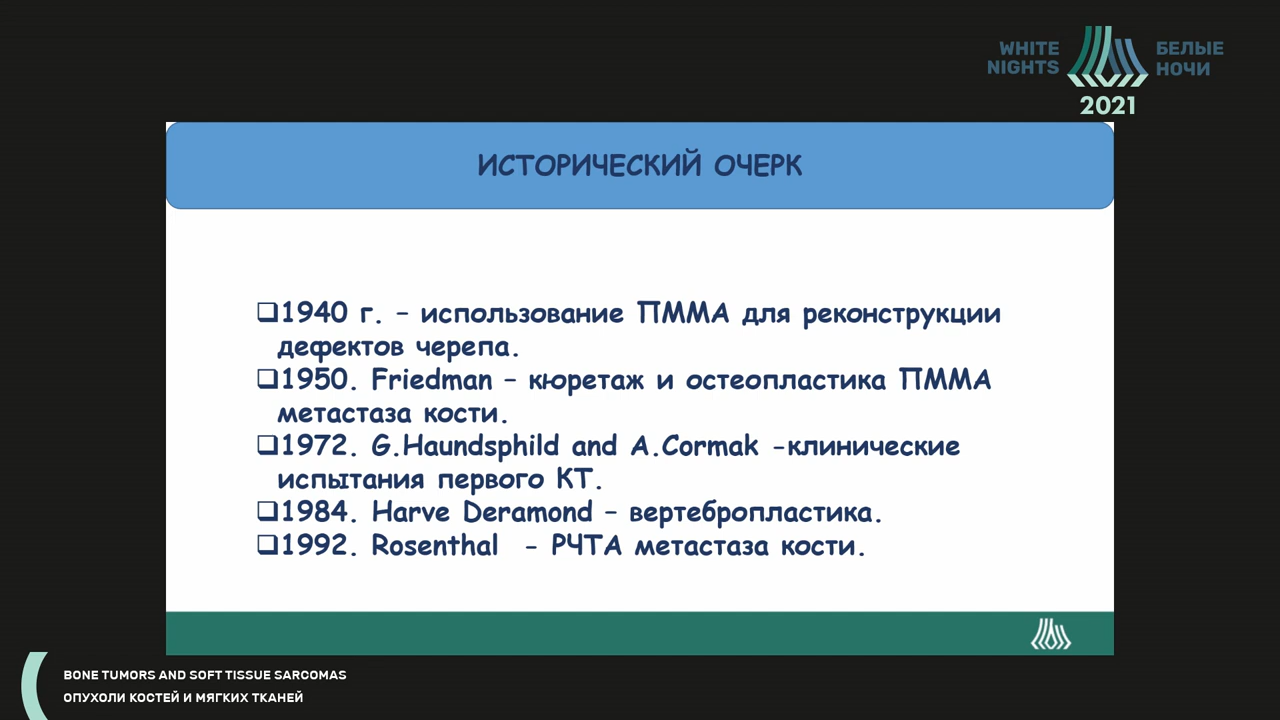 WHITE NIGHTS
БЕЛЫЕ НОЧИ
2021
ИСТОРИЧЕСКИЙ ОЧЕРК
❑1940 г. – использование ПММА для реконструкции
дефектов черепа.
❑1950. Friedman – кюретаж и остеопластика ПММА
метастаза кости.
❑1972. G.Haundsphild and A.Cormak -клинические
испытания первого КТ.
❑1984. Harve Deramond – вертебропластика.
❑1992. Rosenthal  - РЧТА метастаза кости.
BONE TUMORS AND SOFT TISSUE SARCOMAS
ОПУХОЛИ КОСТЕЙ И МЯГКИХ ТКАНЕЙ